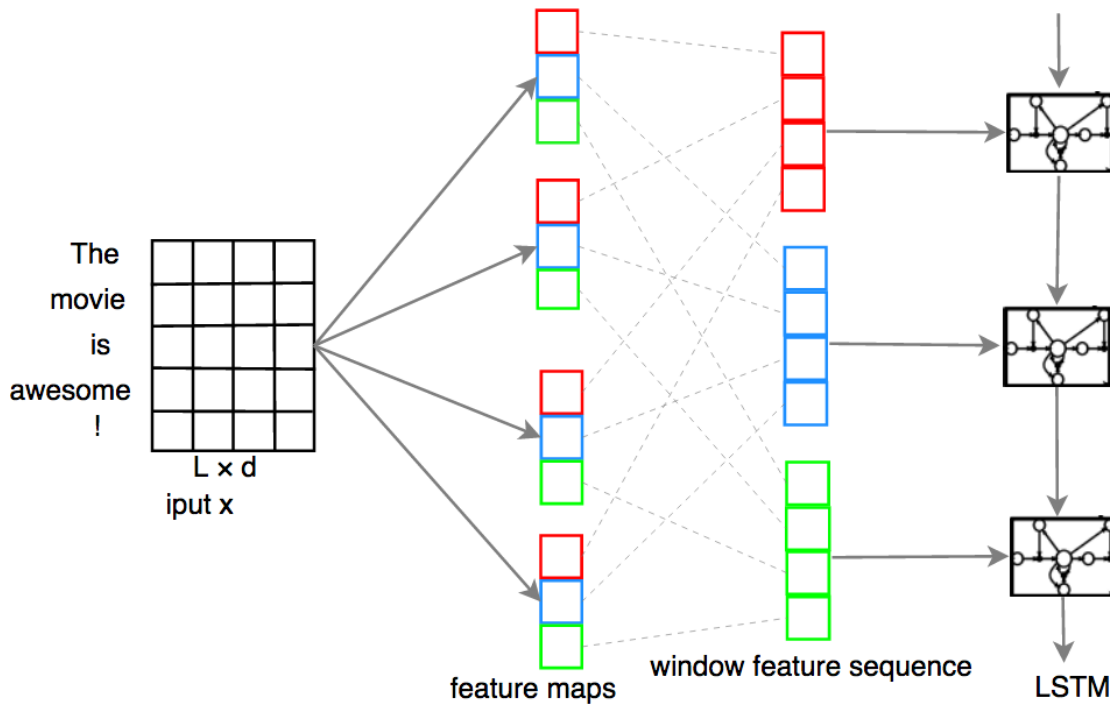 The
movie
is
awesome
!
L × d
iput x
feature maps
window feature sequence
LSTM